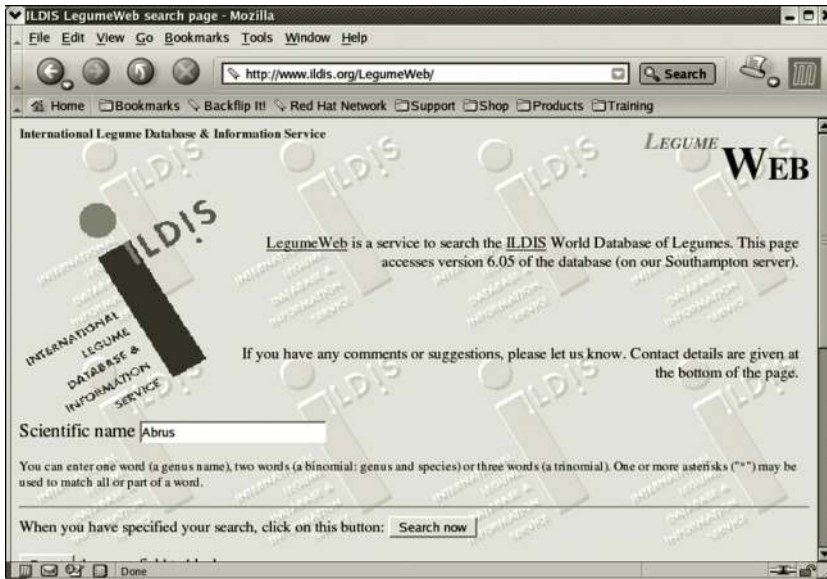 ILDIS LegumeWeb search page - Mozilla
File Edit View Go Bookmarks Tools Window Help
http://www.ildis.org/LegumeWeb/
Search
Home Bookmarks Backflip It! Red Hat Network Support Shop Products Training
International Legume Database & Information Service
LEGUME
WEB
ILDIS
INTERNATIONAL
LEGUME
DATABASE &
INFORMATION
SERVICE
LegumeWeb is a service to search the ILDIS World Database of Legumes. This page
accesses version 6.05 of the database (on our Southampton server).
If you have any comments or suggestions, please let us know. Contact details are given at
the bottom of the page.
Scientific name Abrus
You can enter one word (a genus name), two words (a binomial: genus and species) or three words (a trinomial). One or more asterisks ("*") may be
used to match all or part of a word.
When you have specified your search, click on this button: Search now
Done